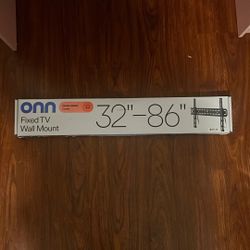 onn
Fixed TV
Wall Mount
32"–86"